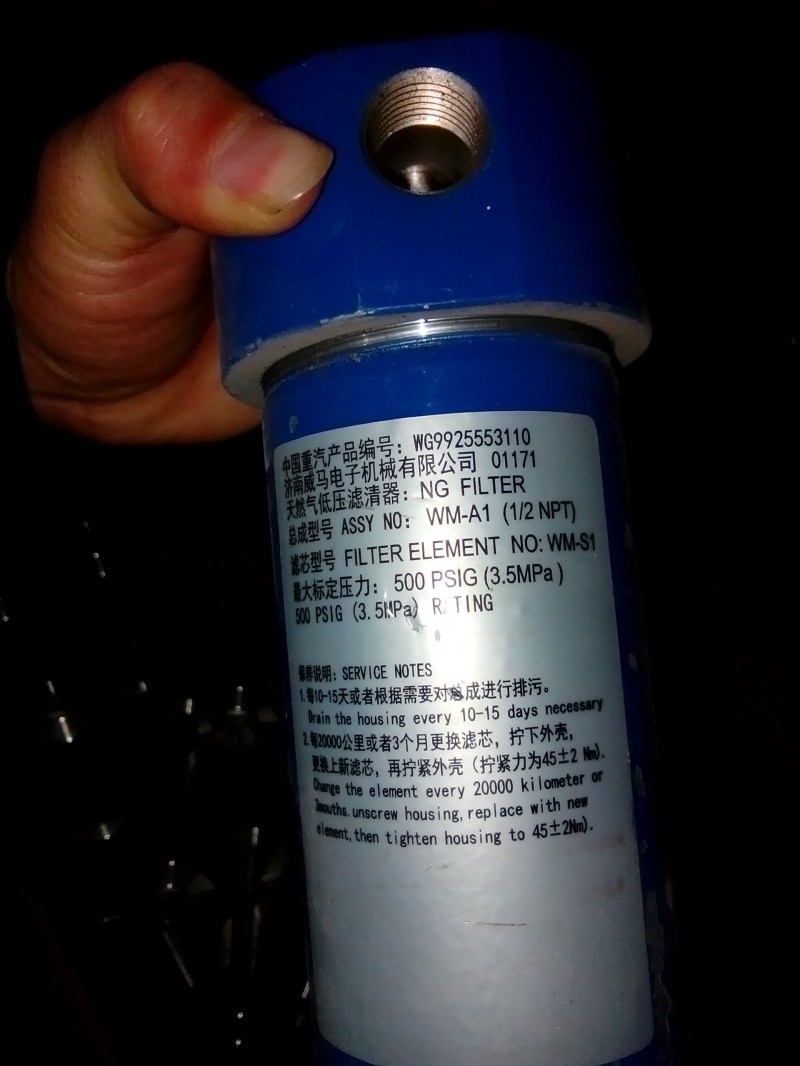 中国重汽产品编号：WG9925553110
济南威马电子机械有限公司 01171
天然气低压滤清器：NG FILTER
总成型号 ASSY NO：WM-A1 (1/2 NPT)
滤芯型号 FILTER ELEMENT NO: WM-S1
最大标定压力：500 PSIG (3.5MPa)
500 PSIG (3.5MPa) R TING
保养说明：SERVICE NOTES
1.每10-15天或者根据需要对总成进行排污。
Drain the housing every 10-15 days necessary
2.每20000公里或者3个月更换滤芯，拧下外壳，
更换上新滤芯，再拧紧外壳（拧紧力为45±2 Nm).
Change the element every 20000 kilometer or
3mouths.unscrew housing,replace with new
element,then tighten housing to 45±2Nm).